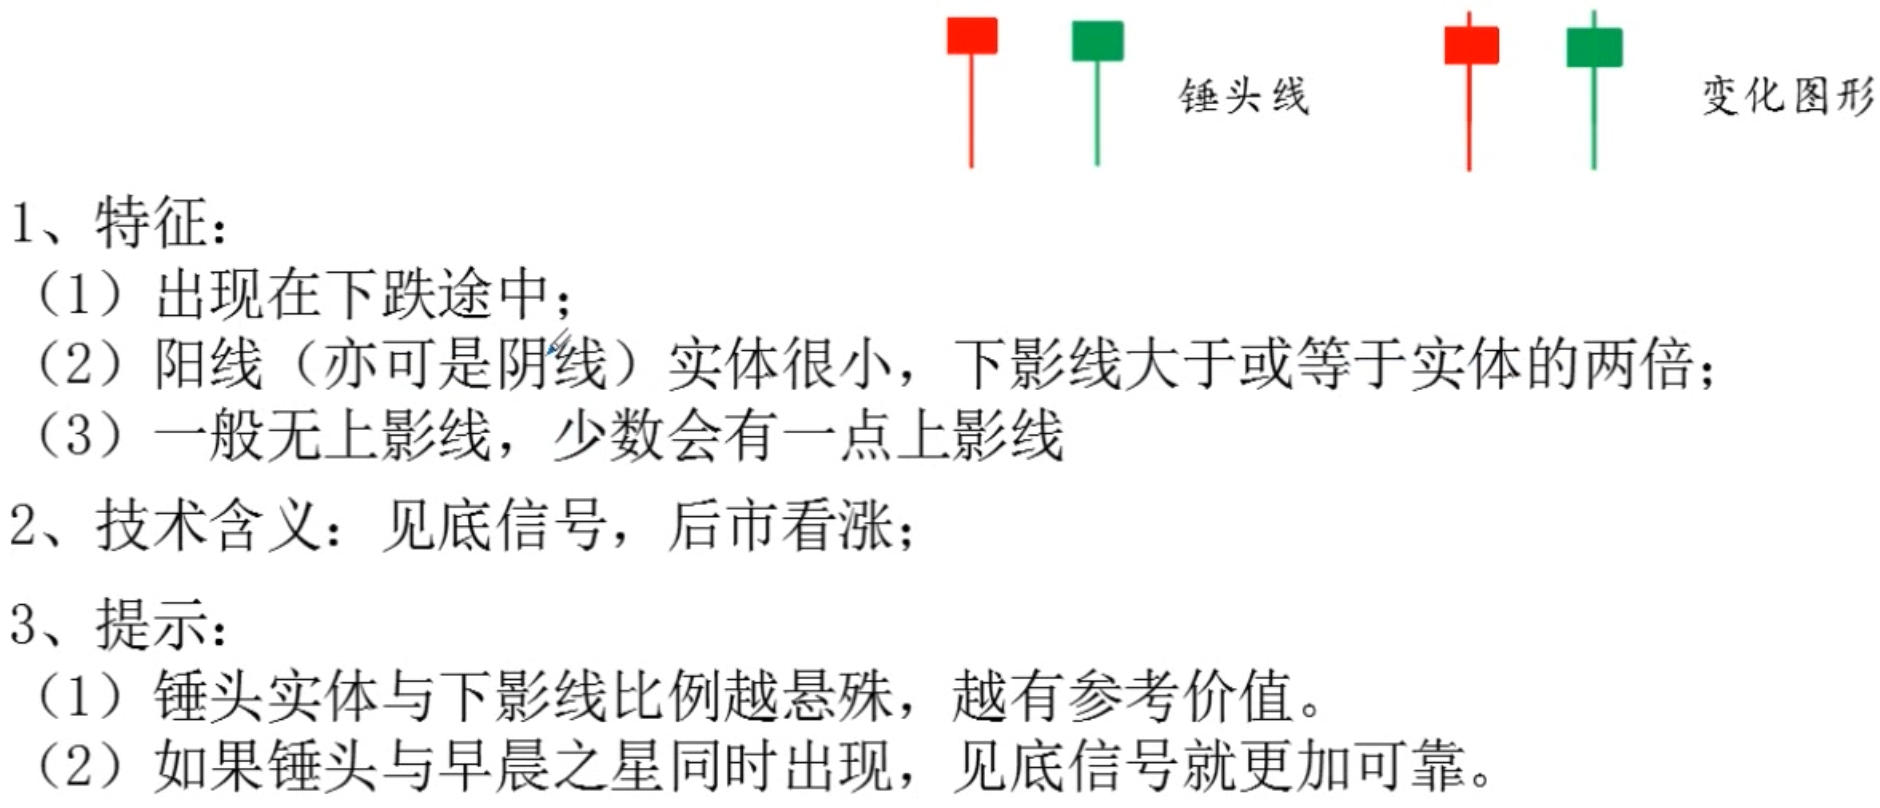 锤头线 变化图形
1、特征：
（1）出现在下跌途中；
（2）阳线（亦可是阴线）实体很小，下影线大于或等于实体的两倍；
（3）一般无上影线，少数会有一点上影线
2、技术含义：见底信号，后市看涨；
3、提示：
（1）锤头实体与下影线比例越悬殊，越有参考价值。
（2）如果锤头与早晨之星同时出现，见底信号就更加可靠。